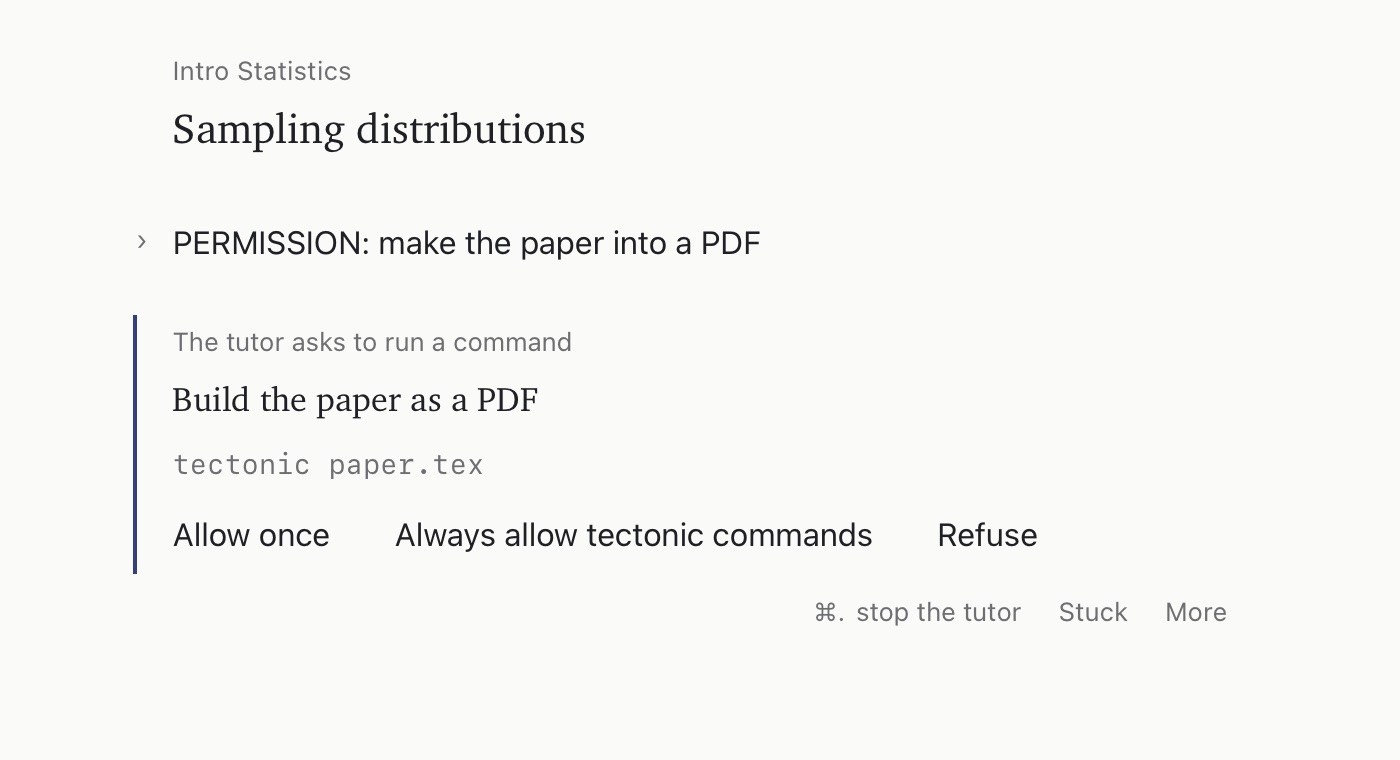 Intro Statistics
Sampling distributions
› PERMISSION: make the paper into a PDF
The tutor asks to run a command
Build the paper as a PDF
tectonic paper.tex
Allow once Always allow tectonic commands Refuse
⌘. stop the tutor Stuck More